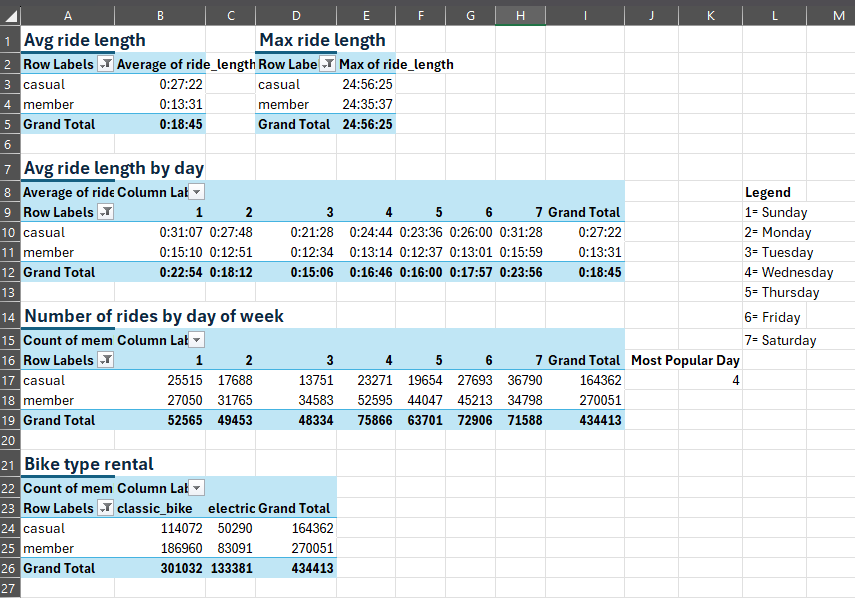 A B C D E F G H I J K L M
1 Avg ride length Max ride length
2 Row Labels Average of ride_length Row Labe Max of ride_length
3 casual 0:27:22 casual 24:56:25
4 member 0:13:31 member 24:35:37
5 Grand Total 0:18:45 Grand Total 24:56:25
6
7 Avg ride length by day
8 Average of ride Column Lab Legend
9 Row Labels 1 2 3 4 5 6 7 Grand Total 1= Sunday
10 casual 0:31:07 0:27:48 0:21:28 0:24:44 0:23:36 0:26:00 0:31:28 0:27:22 2= Monday
11 member 0:15:10 0:12:51 0:12:34 0:13:14 0:12:37 0:13:01 0:15:59 0:13:31 3= Tuesday
12 Grand Total 0:22:54 0:18:12 0:15:06 0:16:46 0:16:00 0:17:57 0:23:56 0:18:45 4= Wednesday
13 5= Thursday
14 Number of rides by day of week 6= Friday
15 Count of mem Column Lab 7= Saturday
16 Row Labels 1 2 3 4 5 6 7 Grand Total Most Popular Day
17 casual 25515 17688 13751 23271 19654 27693 36790 164362 4
18 member 27050 31765 34583 52595 44047 45213 34798 270051
19 Grand Total 52565 49453 48334 75866 63701 72906 71588 434413
20
21 Bike type rental
22 Count of mem Column Lab
23 Row Labels classic_bike electric Grand Total
24 casual 114072 50290 164362
25 member 186960 83091 270051
26 Grand Total 301032 133381 434413
27